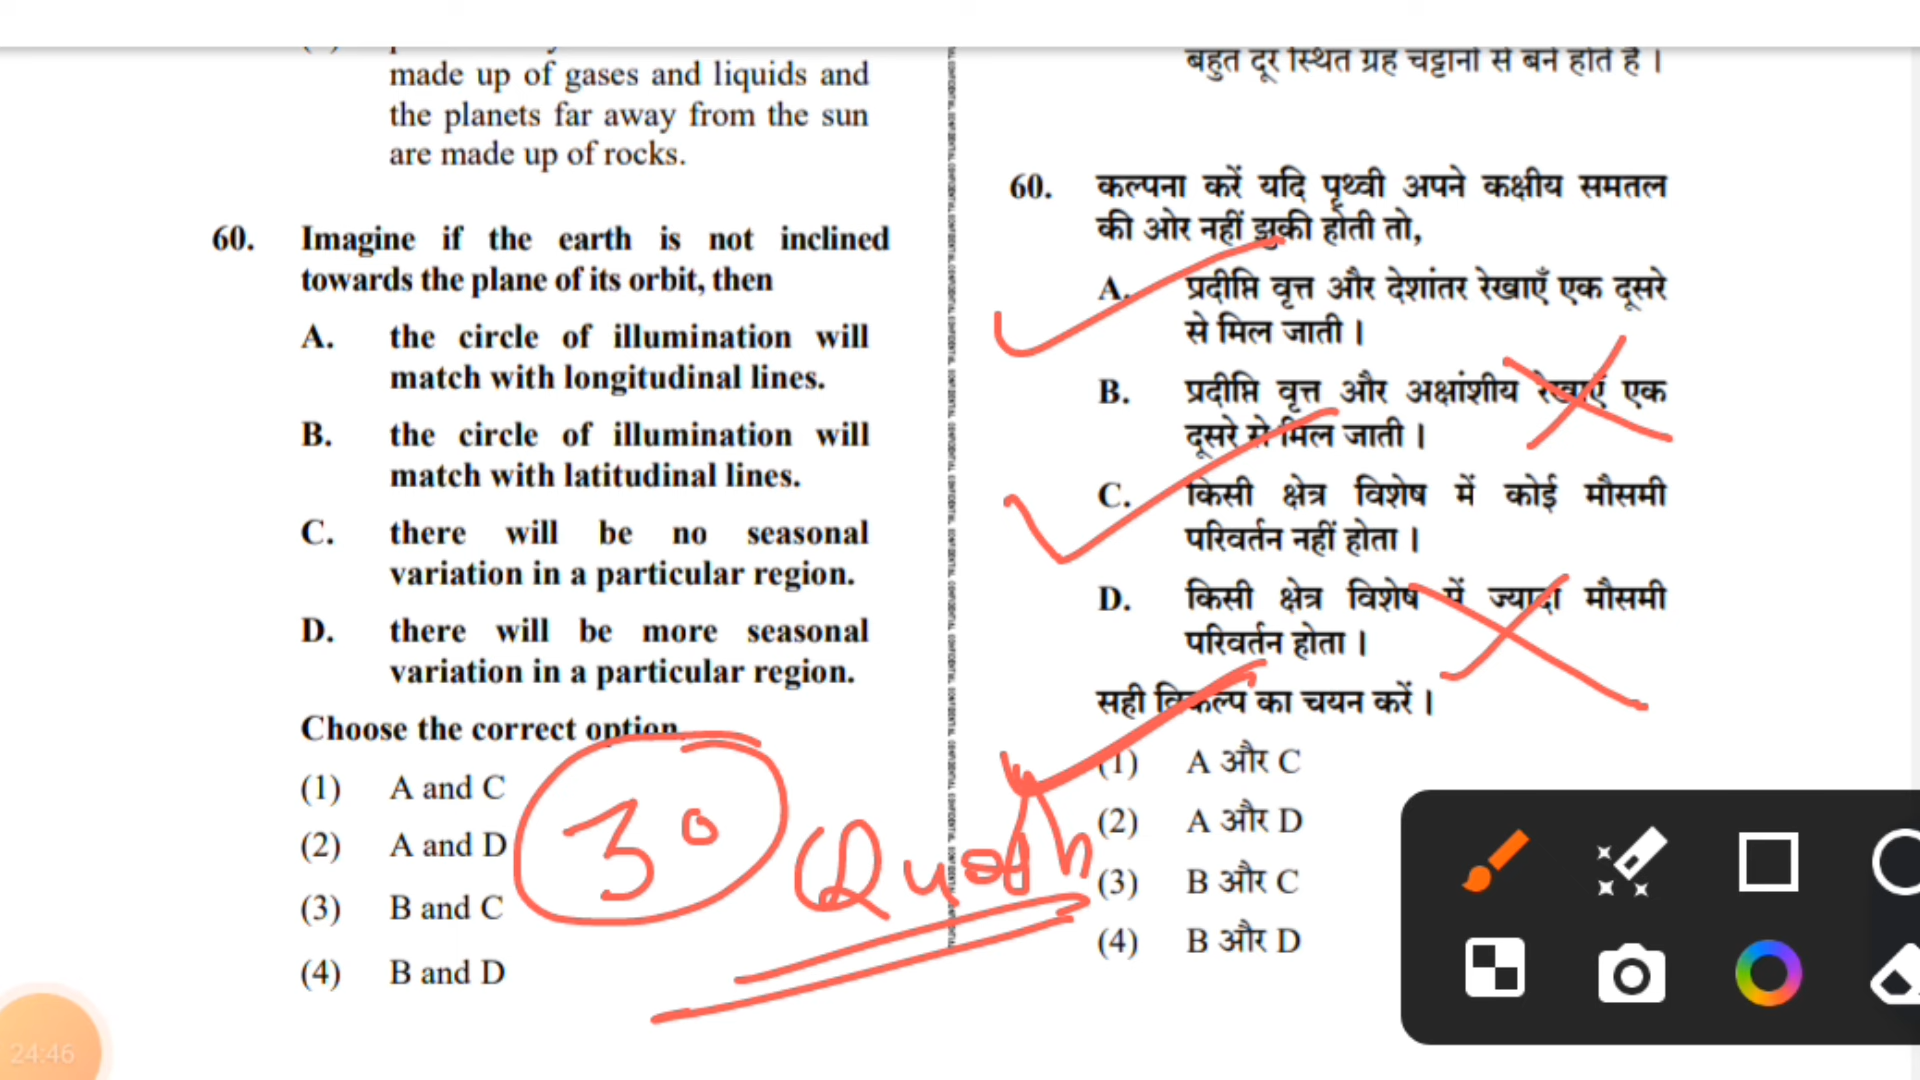 made up of gases and liquids and
the planets far away from the sun
are made up of rocks.
60. Imagine if the earth is not inclined
towards the plane of its orbit, then
A. the circle of illumination will
match with longitudinal lines.
B. the circle of illumination will
match with latitudinal lines.
C. there will be no seasonal
variation in a particular region.
D. there will be more seasonal
variation in a particular region.
Choose the correct option
(1) A and C
(2) A and D
(3) B and C
(4) B and D
बहुत दूर स्थित ग्रह चट्टानों से बने होते हैं ।
60. कल्पना करें यदि पृथ्वी अपने कक्षीय समतल
की ओर नहीं झुकी होती तो,
A. प्रदीप्ति वृत्त और देशांतर रेखाएँ एक दूसरे
से मिल जाती ।
B. प्रदीप्ति वृत्त और अक्षांशीय रेखाएँ एक
दूसरे से मिल जाती ।
C. किसी क्षेत्र विशेष में कोई मौसमी
परिवर्तन नहीं होता ।
D. किसी क्षेत्र विशेष में ज्यादा मौसमी
परिवर्तन होता ।
सही विकल्प का चयन करें ।
(1) A और C
(2) A और D
(3) B और C
(4) B और D
24:46